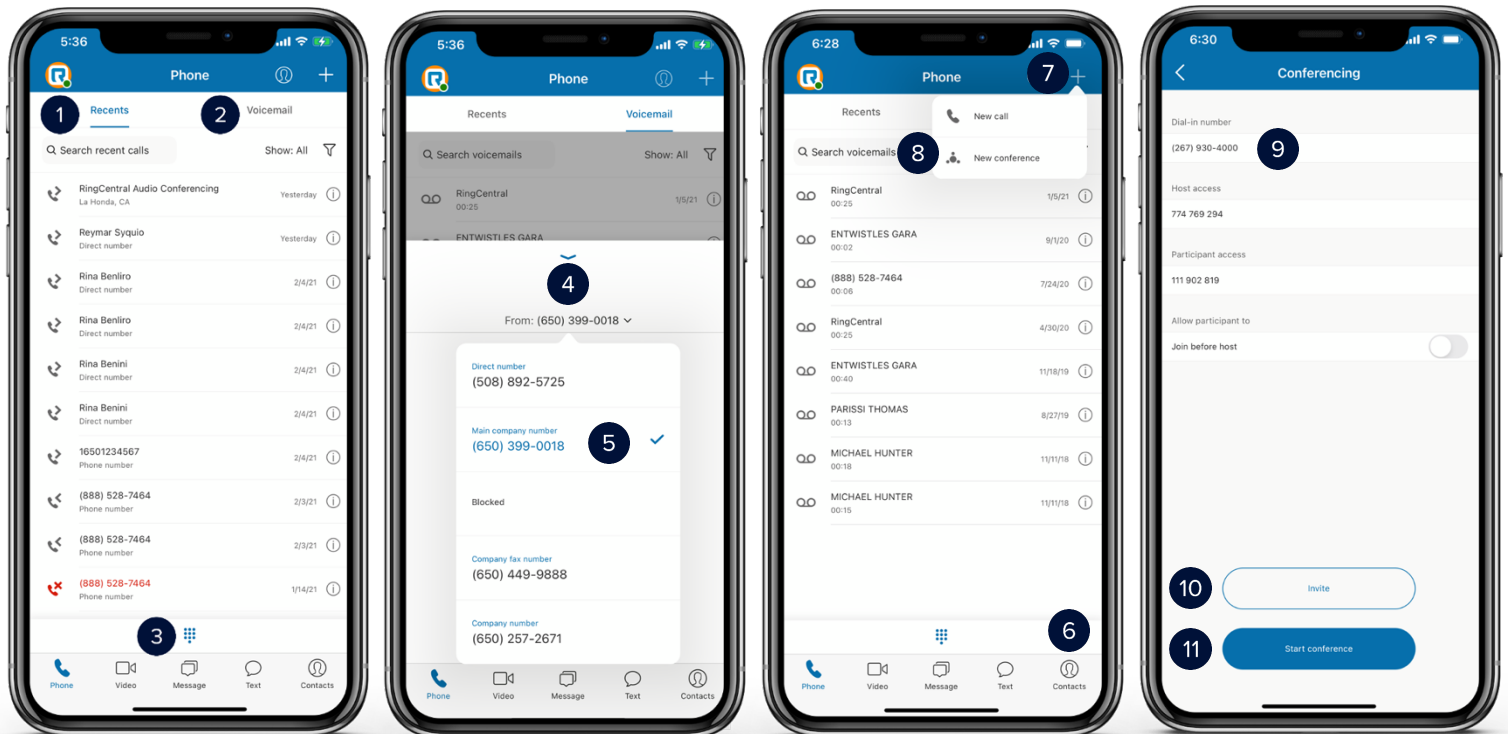 5:36
Phone
1
Recents
2
Voicemail
Search recent calls
Show: All
RingCentral Audio Conferencing
La Honda, CA
Yesterday
Reymar Syquio
Direct number
Yesterday
Rina Benliro
Direct number
2/4/21
Rina Benliro
Direct number
2/4/21
Rina Benini
Direct number
2/4/21
Rina Benini
Direct number
2/4/21
16501234567
Phone number
2/4/21
(888) 528-7464
Phone number
2/3/21
(888) 528-7464
Phone number
2/3/21
(888) 528-7464
Phone number
1/14/21
3
Phone
Video
Message
Text
Contacts
5:36
Phone
Recents
Voicemail
Search voicemails
Show: All
RingCentral
00:25
1/5/21
ENTWISTLES GARA
4
From: (650) 399-0018
Direct number
(508) 892-5725
Main company number
(650) 399-0018
5
Blocked
Company fax number
(650) 449-9888
Company number
(650) 257-2671
Phone
Video
Message
Text
Contacts
6:28
Phone
7
Recents
New call
Search voicemails
8
New conference
RingCentral
00:25
1/5/21
ENTWISTLES GARA
00:02
9/1/20
(888) 528-7464
00:06
7/24/20
RingCentral
00:25
4/30/20
ENTWISTLES GARA
00:40
11/18/19
PARISSI THOMAS
00:13
8/27/19
MICHAEL HUNTER
00:18
11/11/18
MICHAEL HUNTER
00:15
11/11/18
6
Phone
Video
Message
Text
Contacts
6:30
Conferencing
Dial-in number
(267) 930-4000
9
Host access
774 769 294
Participant access
111 902 819
Allow participant to
Join before host
10
Invite
11
Start conference